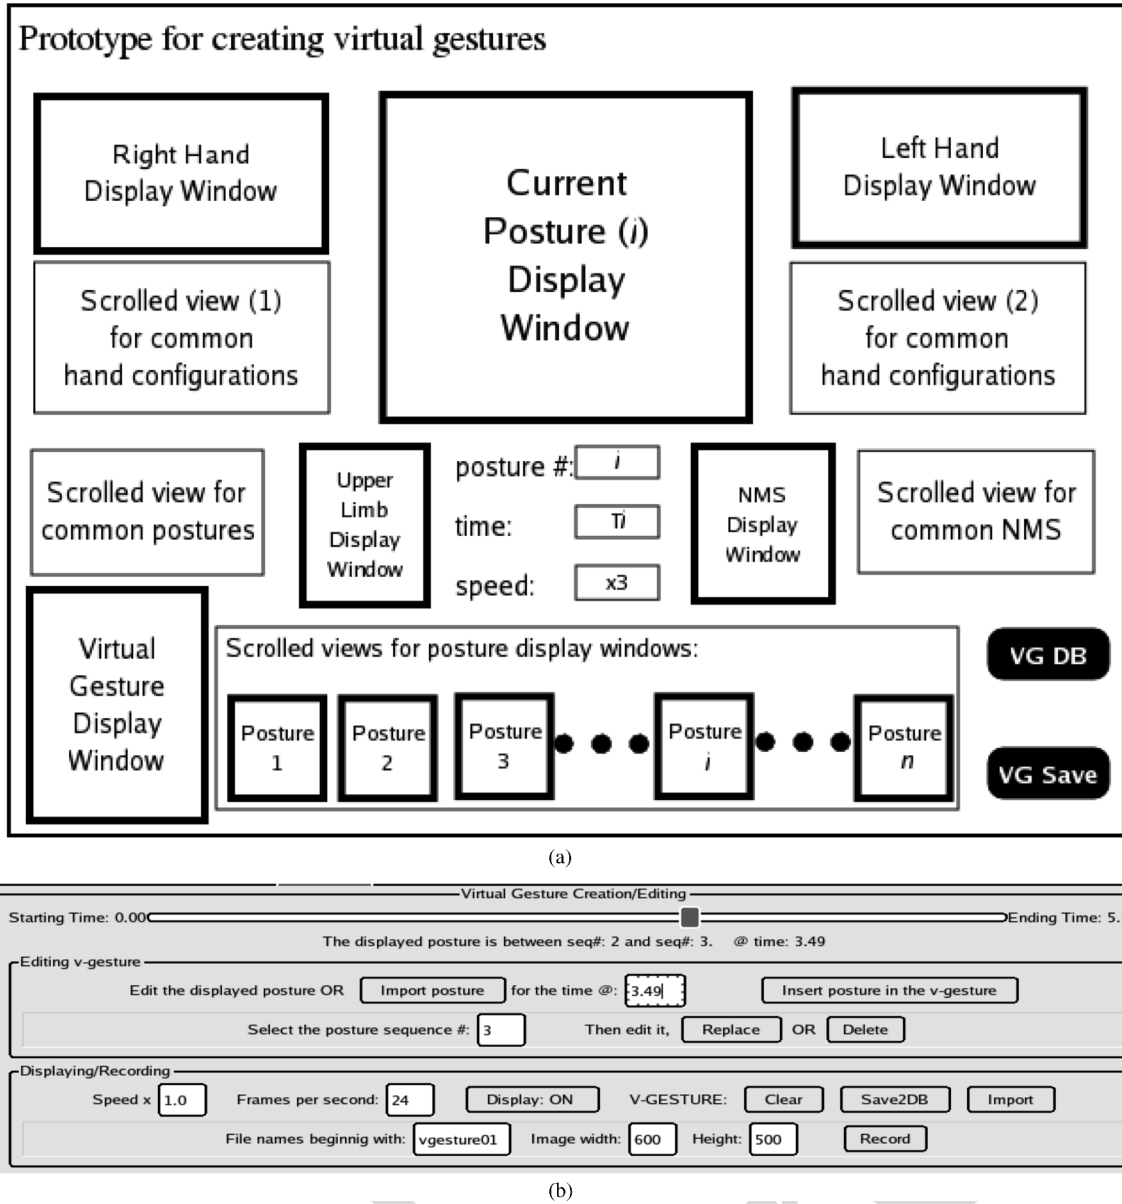 Prototype for creating virtual gestures
Right Hand
Display Window
Current
Posture (i)
Display
Window
Left Hand
Display Window
Scrolled view (1)
for common
hand configurations
Scrolled view (2)
for common
hand configurations
Scrolled view for
common postures
Upper
Limb
Display
Window
posture #: i
time: Ti
speed: x3
NMS
Display
Window
Scrolled view for
common NMS
Virtual
Gesture
Display
Window
Scrolled views for posture display windows:
Posture
1
Posture
2
Posture
3
Posture
i
Posture
n
VG DB
VG Save
(a)
Virtual Gesture Creation/Editing
Starting Time: 0.00 Ending Time: 5.
The displayed posture is between seq#: 2 and seq#: 3. @ time: 3.49
Editing v-gesture
Edit the displayed posture OR Import posture for the time @: 3.49 Insert posture in the v-gesture
Select the posture sequence #: 3 Then edit it, Replace OR Delete
Displaying/Recording
Speed x 1.0 Frames per second: 24 Display: ON V-GESTURE: Clear Save2DB Import
File names beginnig with: vgesture01 Image width: 600 Height: 500 Record
(b)